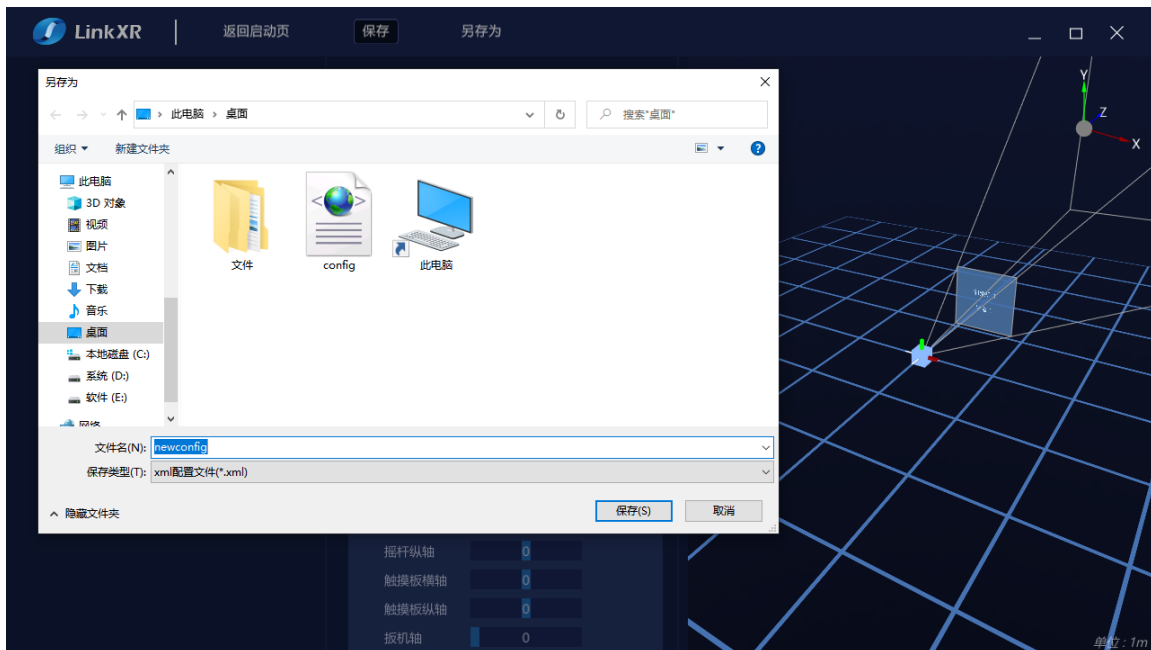 LinkXR
返回启动页
保存
另存为
另存为
此电脑 › 桌面
搜索"桌面"
组织
新建文件夹
此电脑
3D 对象
视频
图片
文档
下载
音乐
桌面
本地磁盘 (C:)
系统 (D:)
软件 (E:)
网络
文件
config
此电脑
文件名(N): newconfig
保存类型(T): xml配置文件(*.xml)
隐藏文件夹
保存(S)
取消
摇杆纵轴 0
触摸板横轴 0
触摸板纵轴 0
扳机轴 0
Y
Z
X
单位 : 1m